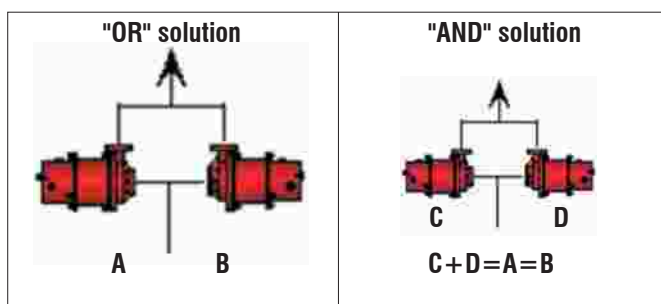 "OR" solution
A B
"AND" solution
C D
C+D=A=B